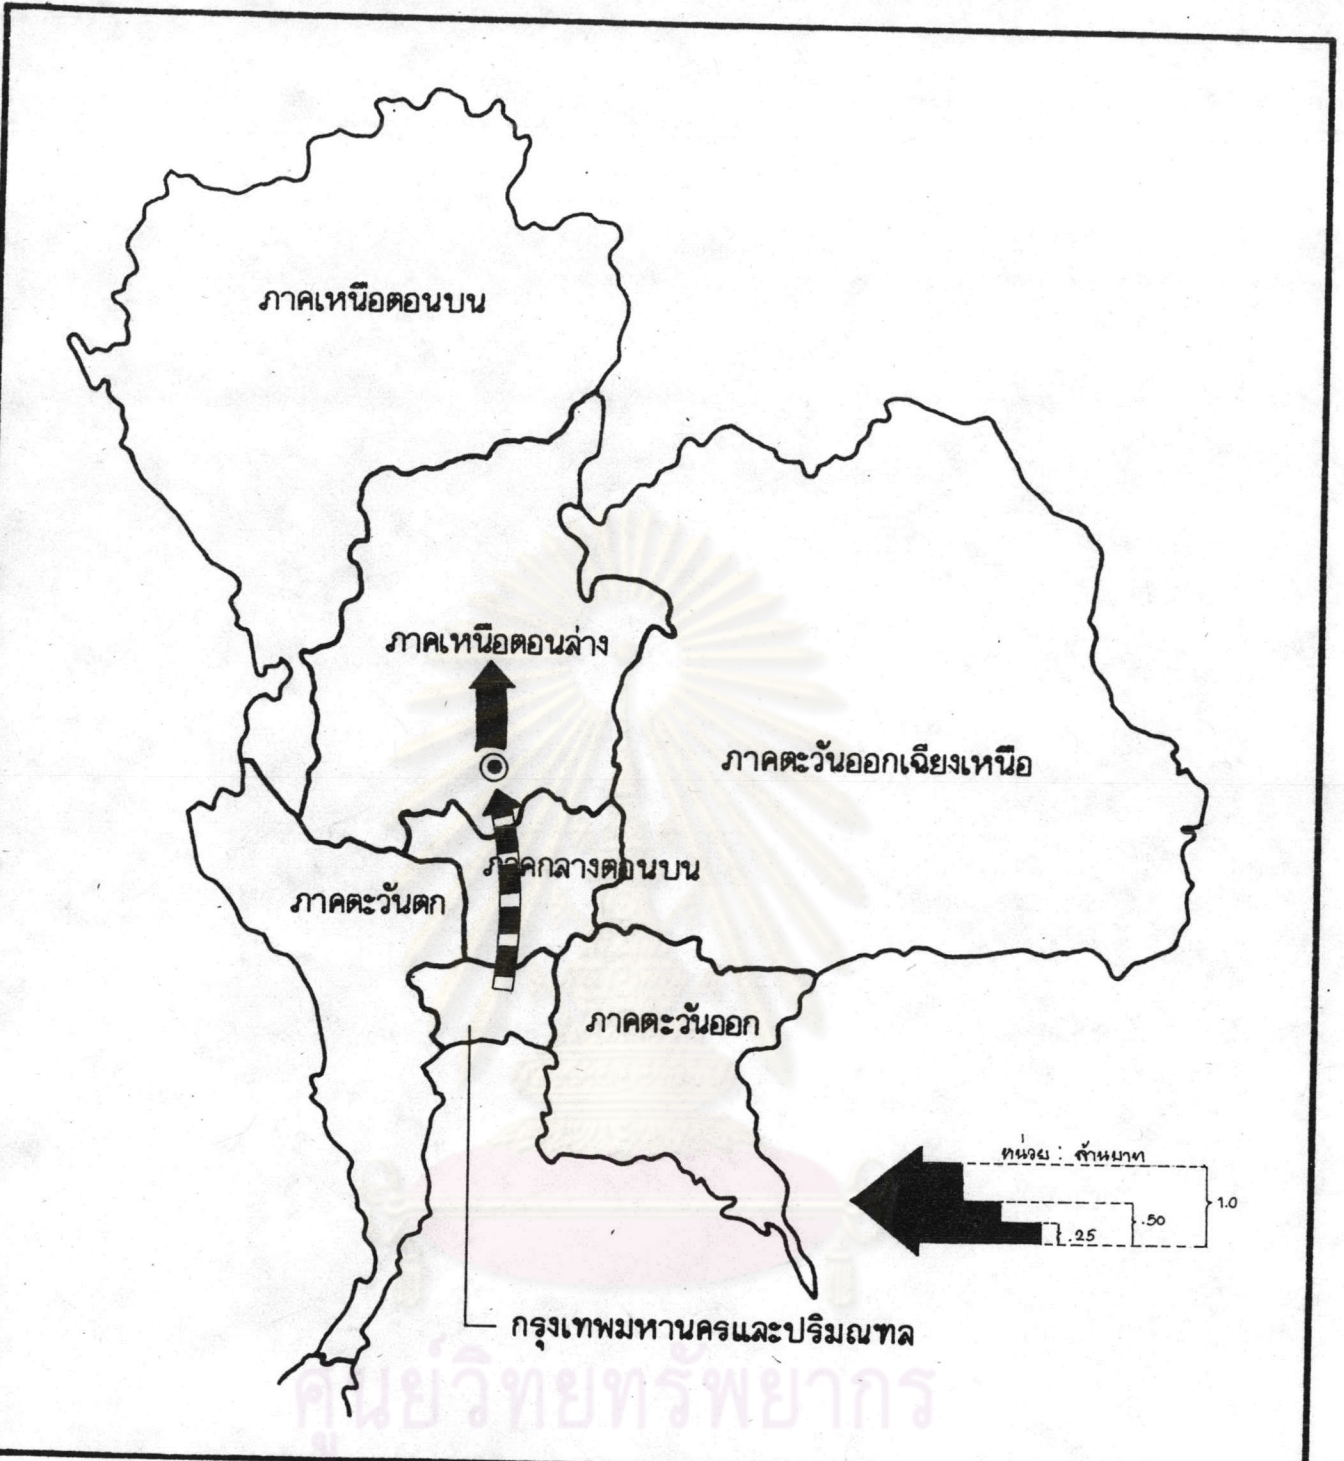 ภาคเหนือตอนบน
ภาคเหนือตอนล่าง
ภาคตะวันออกเฉียงเหนือ
ภาคกลางตอนบน
ภาคตะวันตก
ภาคตะวันออก
หน่วย : ล้านบาท
1.0
.50
.25
กรุงเทพมหานครและปริมณฑล
ศูนย์วิทยทรัพยากร